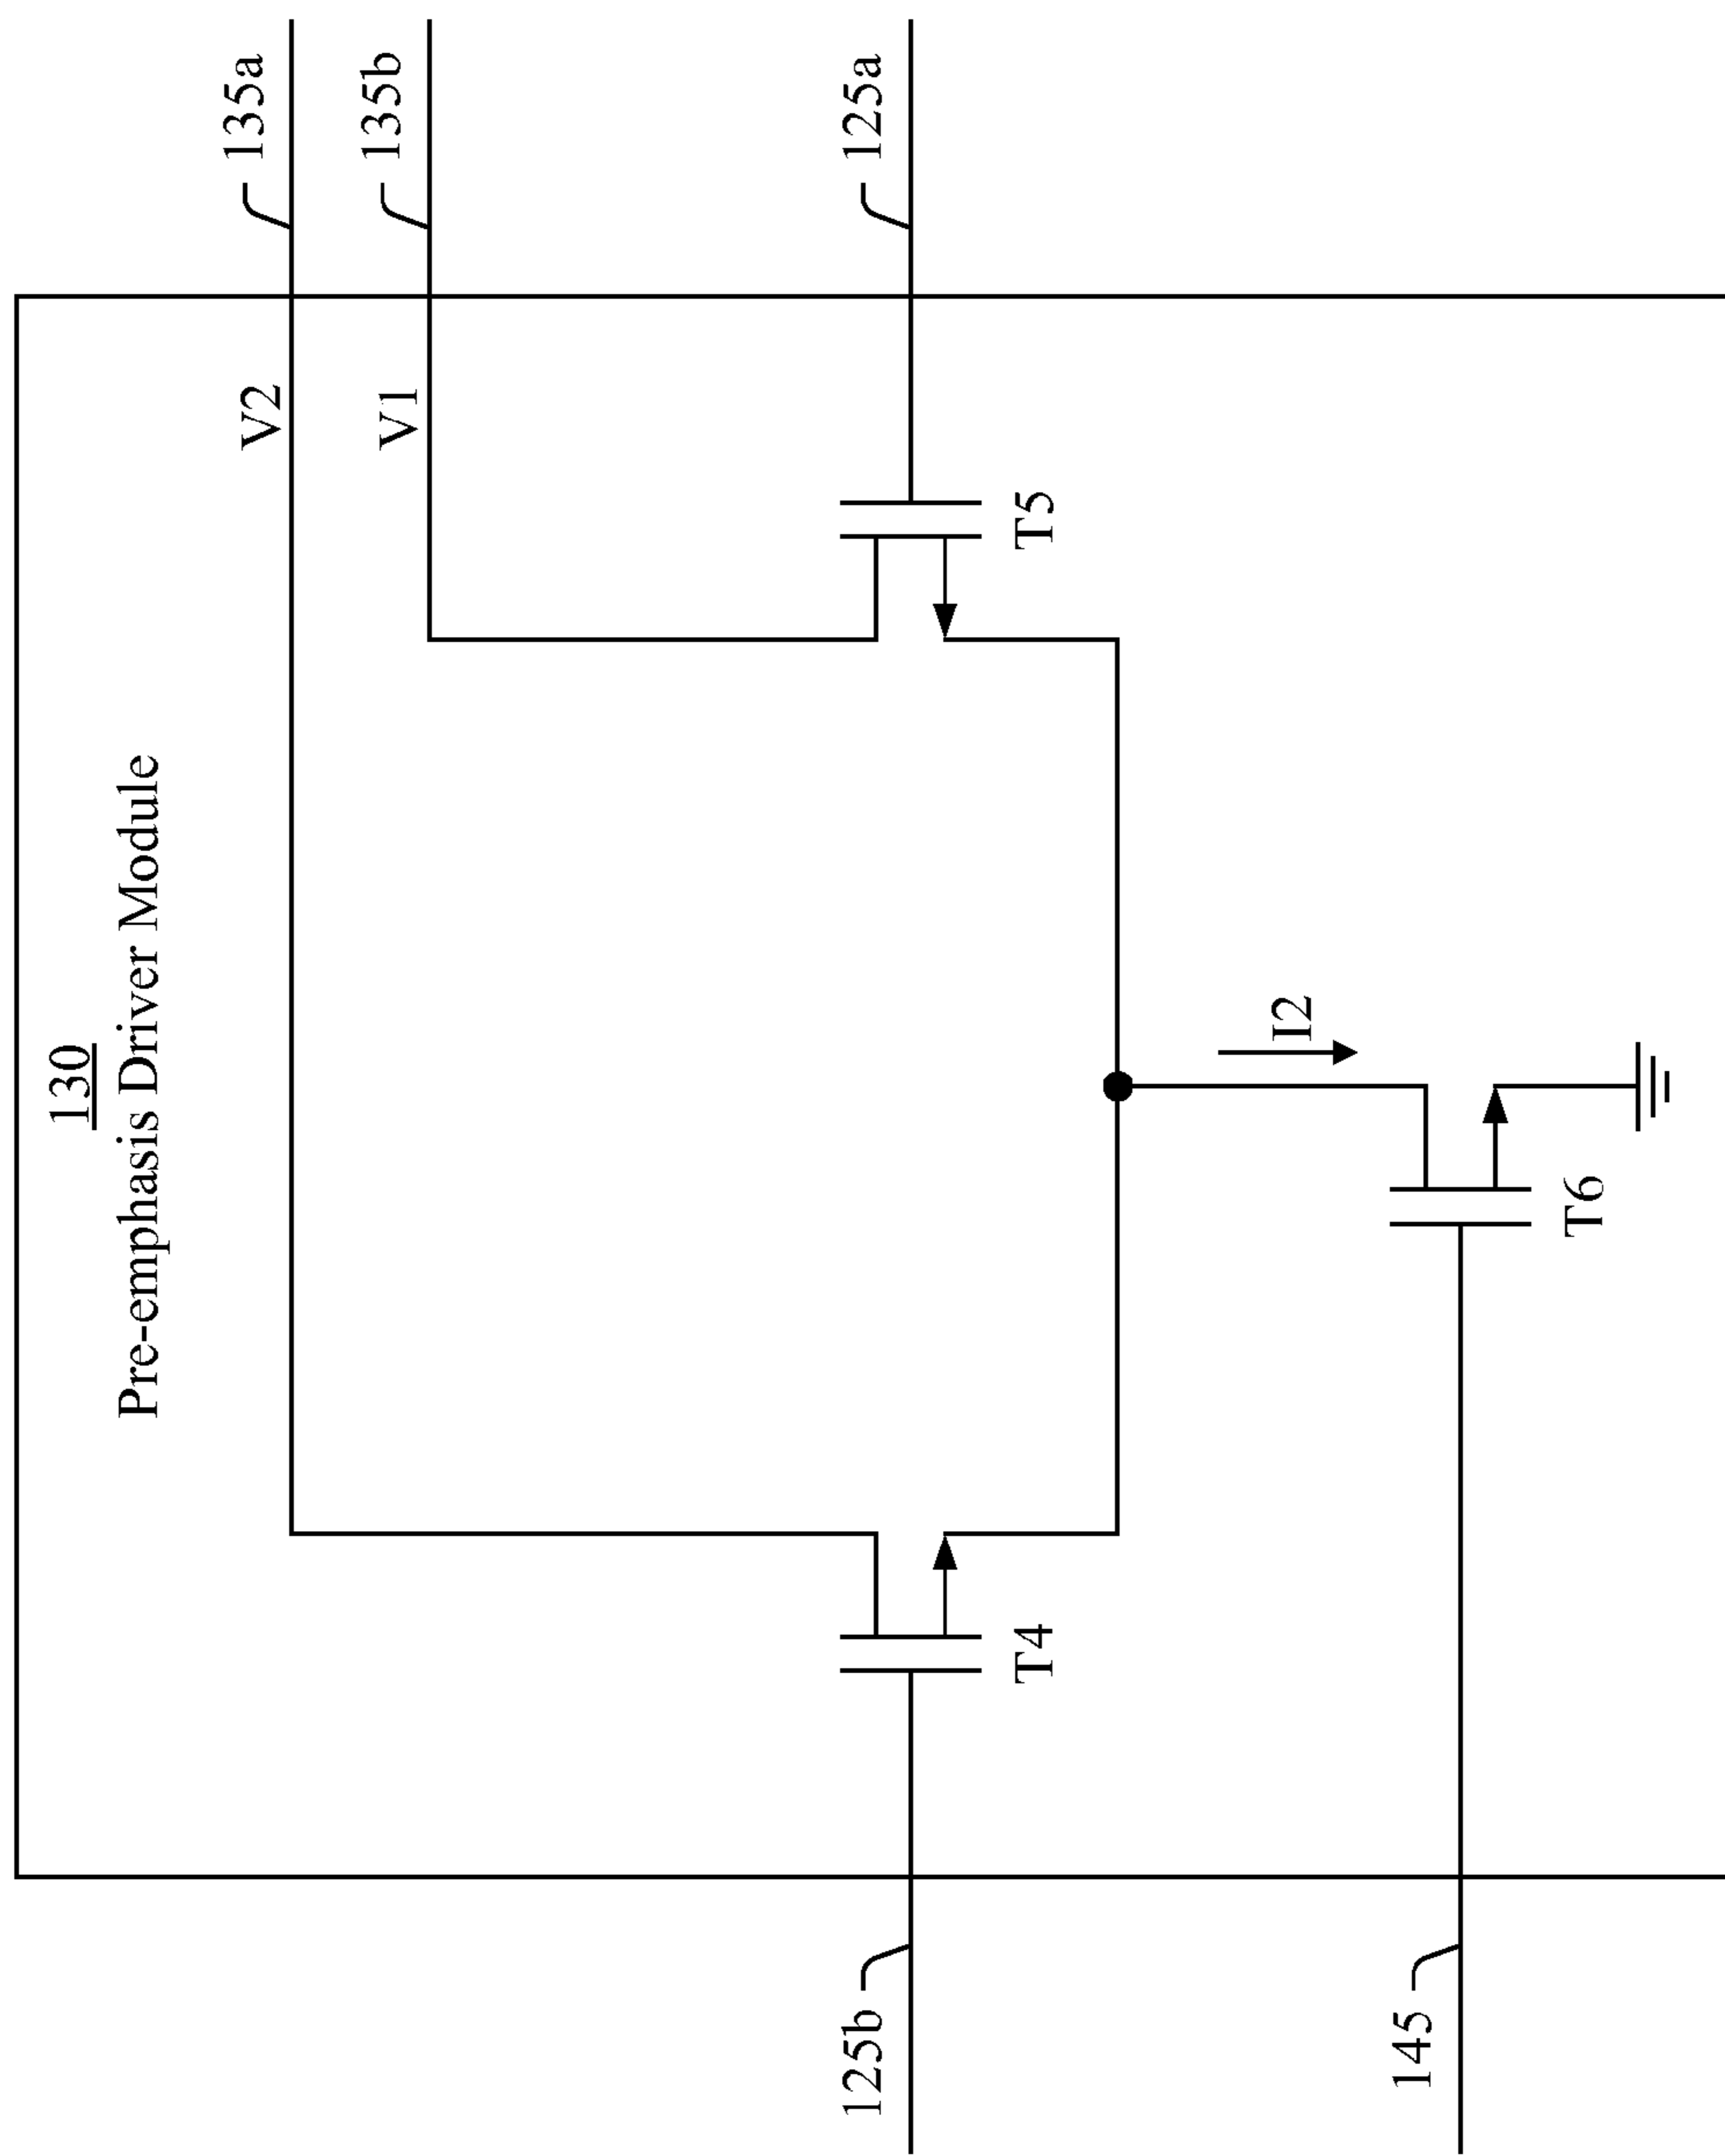 130
Pre-emphasis Driver Module
135a
V2
135b
V1
125b
125a
T4
T5
I2
145
T6